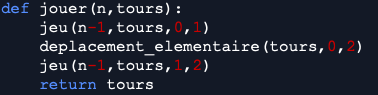 def jouer(n,tours):
    jeu(n-1,tours,0,1)
    deplacement_elementaire(tours,0,2)
    jeu(n-1,tours,1,2)
    return tours